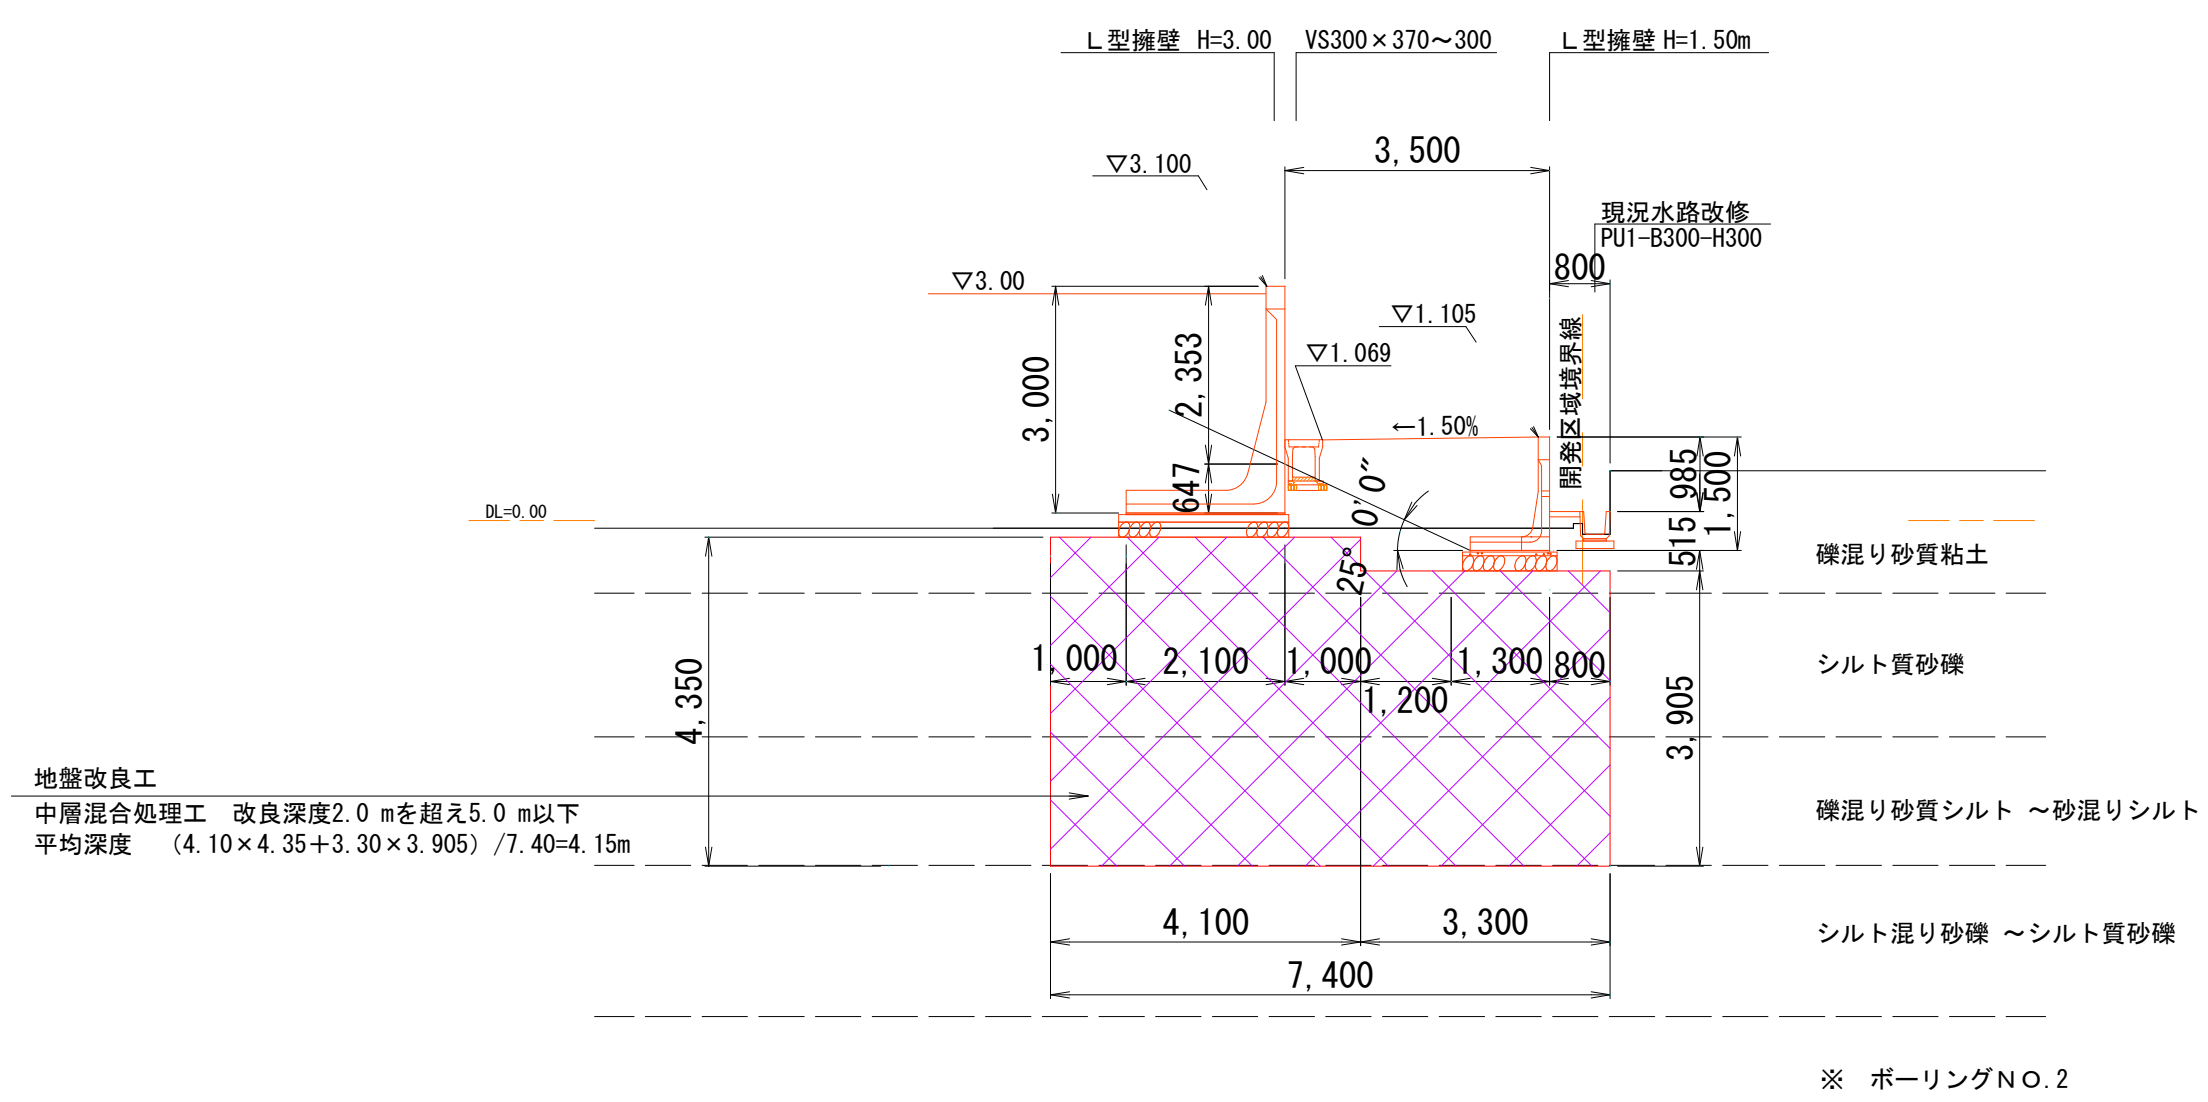 L型擁壁 H=3.00
VS300×370～300
L型擁壁 H=1.50m
3,500
▽3.100
現況水路改修
PU1-B300-H300
800
▽3.00
▽1.105
▽1.069
開発区域境界線
3,000
2,353
←1.50%
985
1,500
647
25°0′0″
515
DL=0.00
礫混り砂質粘土
1,000
2,100
1,000
1,200
1,300
800
シルト質砂礫
4,350
3,905
地盤改良工
中層混合処理工 改良深度2.0 mを超え5.0 m以下
平均深度 (4.10×4.35＋3.30×3.905) /7.40=4.15m
礫混り砂質シルト ～砂混りシルト
4,100
3,300
シルト混り砂礫 ～シルト質砂礫
7,400
※ ボーリングNO.2